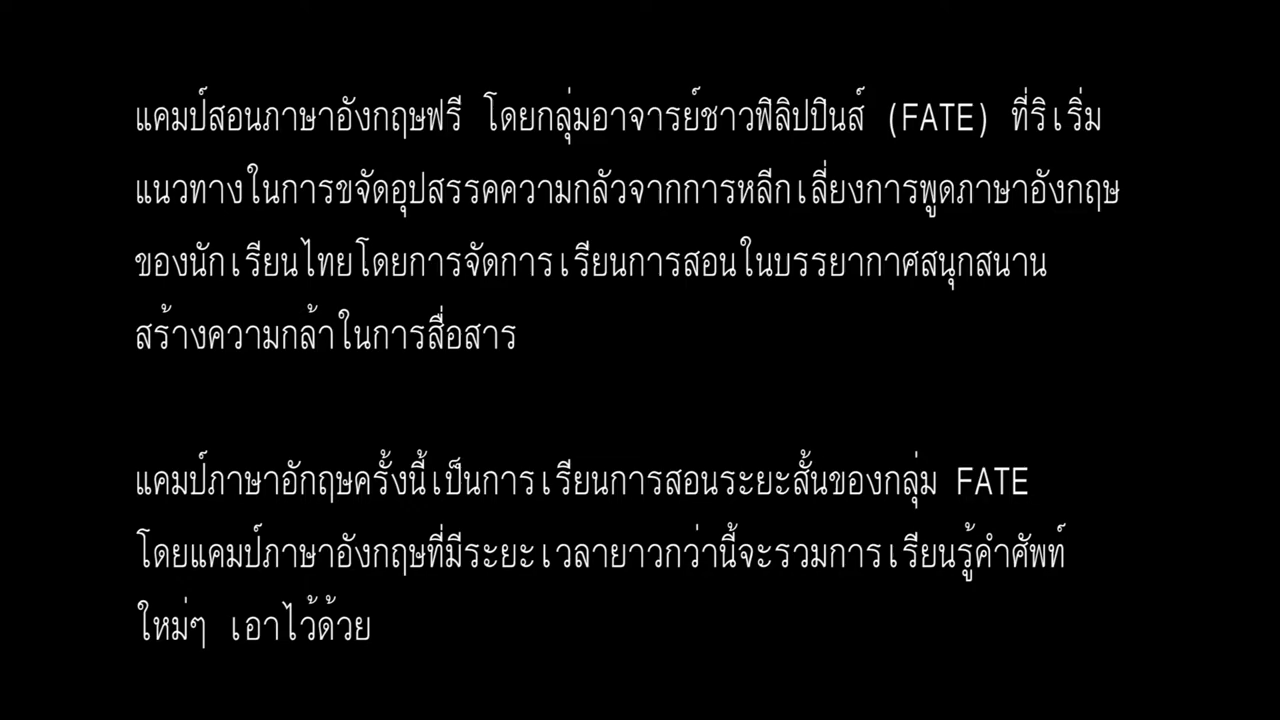 แคมป์สอนภาษาอังกฤษฟรี โดยกลุ่มอาจารย์ชาวฟิลิปปินส์ (FATE) ที่ริเริ่ม
แนวทางในการขจัดอุปสรรคความกลัวจากการหลีกเลี่ยงการพูดภาษาอังกฤษ
ของนักเรียนไทยโดยการจัดการเรียนการสอนในบรรยากาศสนุกสนาน
สร้างความกล้าในการสื่อสาร
แคมป์ภาษาอักฤษครั้งนี้เป็นการเรียนการสอนระยะสั้นของกลุ่ม FATE
โดยแคมป์ภาษาอังกฤษที่มีระยะเวลายาวกว่านี้จะรวมการเรียนรู้คำศัพท์
ใหม่ๆ เอาไว้ด้วย